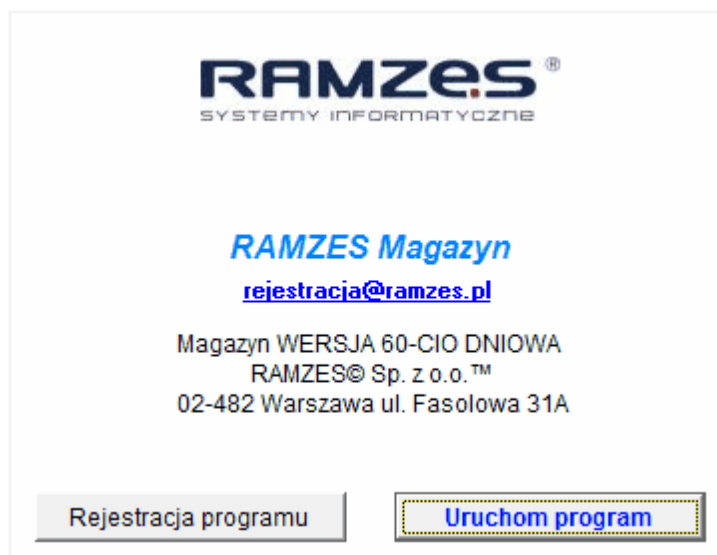 RAMZES®
SYSTEMY INFORMATYCZNE
RAMZES Magazyn
rejestracja@ramzes.pl
Magazyn WERSJA 60-CIO DNIOWA
RAMZES© Sp. z o.o.™
02-482 Warszawa ul. Fasolowa 31A
Rejestracja programu Uruchom program